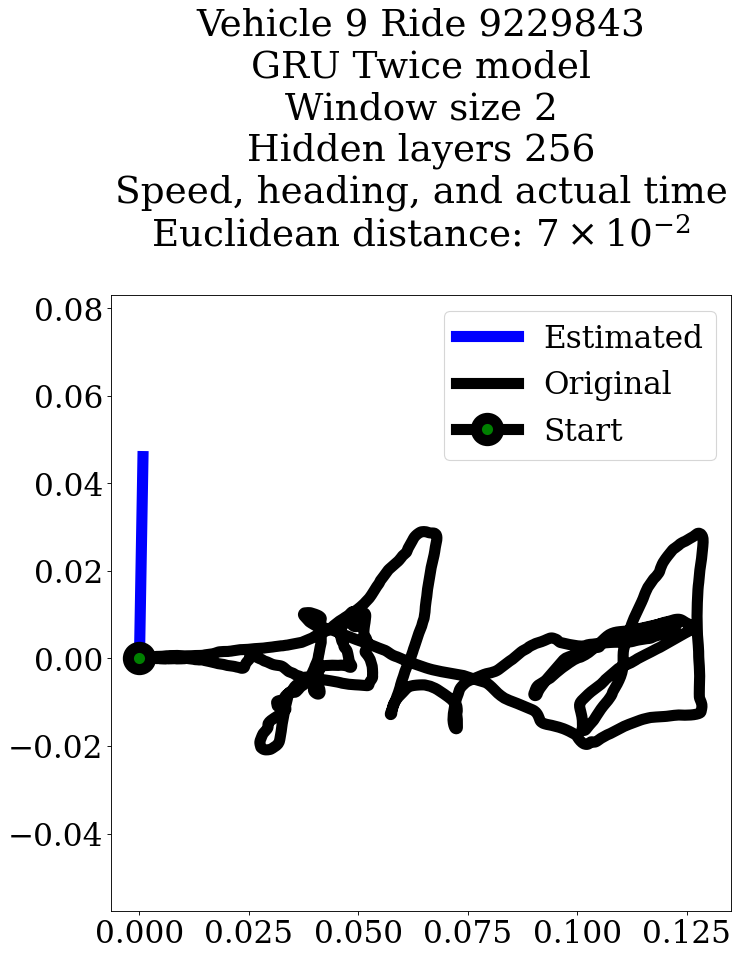 Vehicle 9 Ride 9229843
GRU Twice model
Window size 2
Hidden layers 256
Speed, heading, and actual time
Euclidean distance: 7 × 10⁻²
0.08
0.06
0.04
0.02
0.00
−0.02
−0.04
Estimated
Original
Start
0.000 0.025 0.050 0.075 0.100 0.125